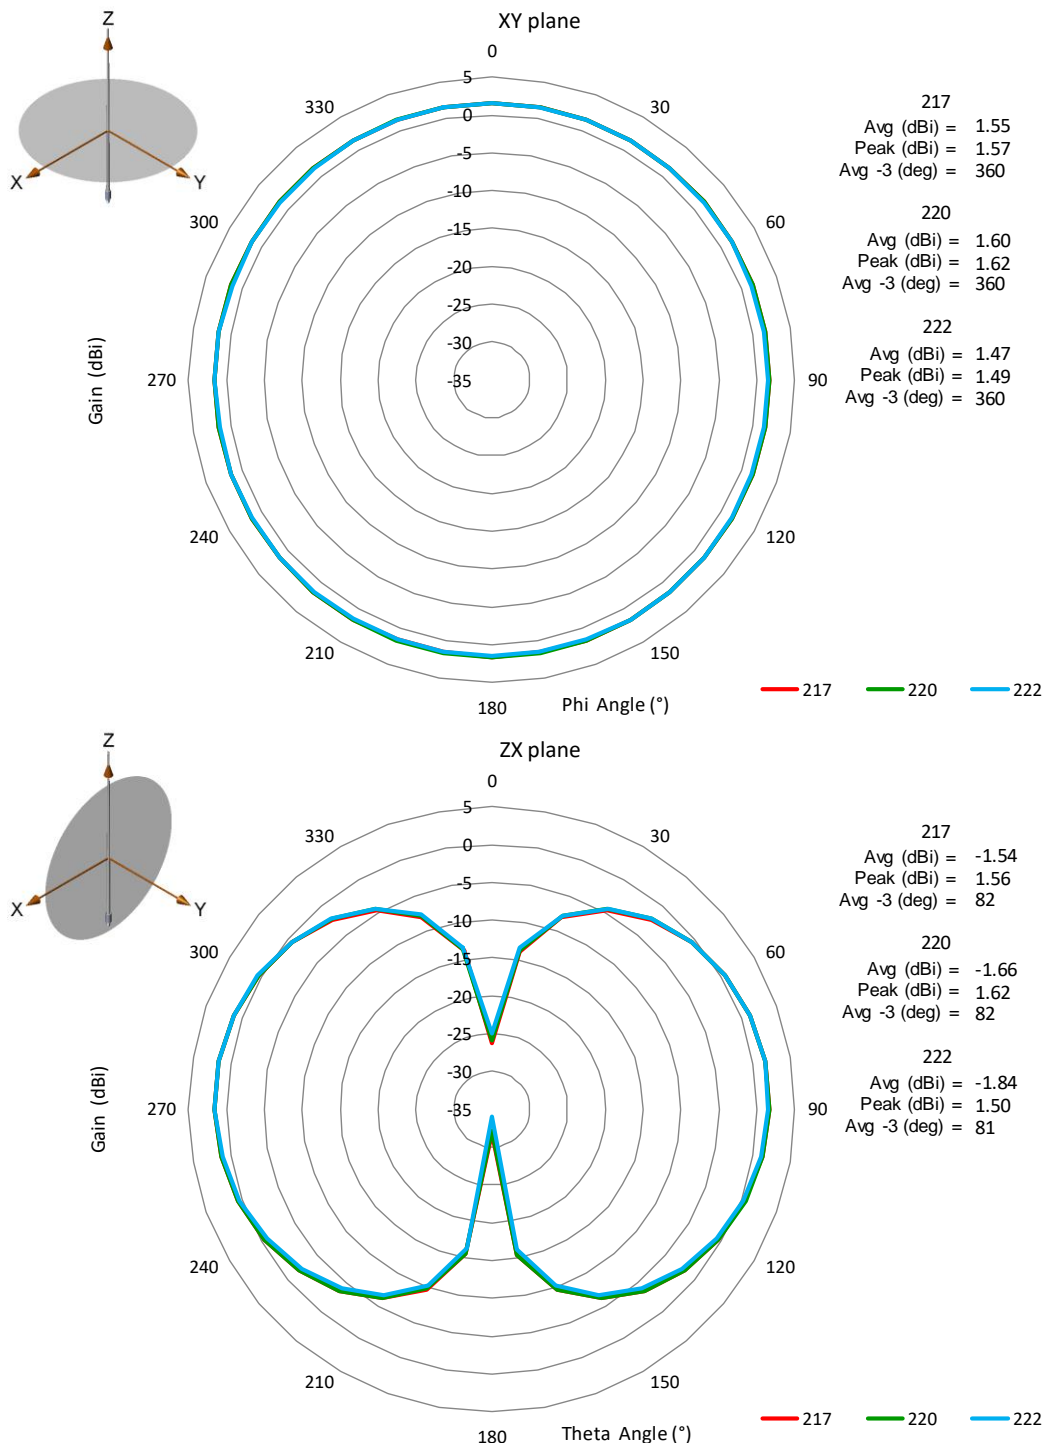 XY plane
Z
X
Y
0
30
60
90
120
150
180
210
240
270
300
330
5
0
-5
-10
-15
-20
-25
-30
-35
Gain (dBi)
Phi Angle (°)
217
Avg (dBi) = 1.55
Peak (dBi) = 1.57
Avg -3 (deg) = 360
220
Avg (dBi) = 1.60
Peak (dBi) = 1.62
Avg -3 (deg) = 360
222
Avg (dBi) = 1.47
Peak (dBi) = 1.49
Avg -3 (deg) = 360
217 220 222
ZX plane
Z
X
Y
0
30
60
90
120
150
180
210
240
270
300
330
5
0
-5
-10
-15
-20
-25
-30
-35
Gain (dBi)
Theta Angle (°)
217
Avg (dBi) = -1.54
Peak (dBi) = 1.56
Avg -3 (deg) = 82
220
Avg (dBi) = -1.66
Peak (dBi) = 1.62
Avg -3 (deg) = 82
222
Avg (dBi) = -1.84
Peak (dBi) = 1.50
Avg -3 (deg) = 81
217 220 222